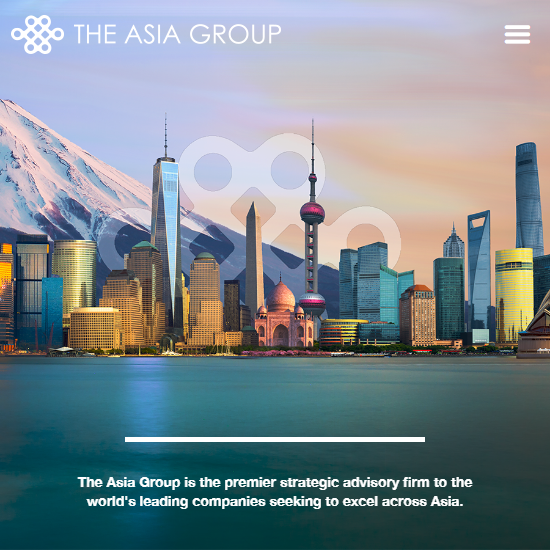 THE ASIA GROUP
The Asia Group is the premier strategic advisory firm to the
world's leading companies seeking to excel across Asia.